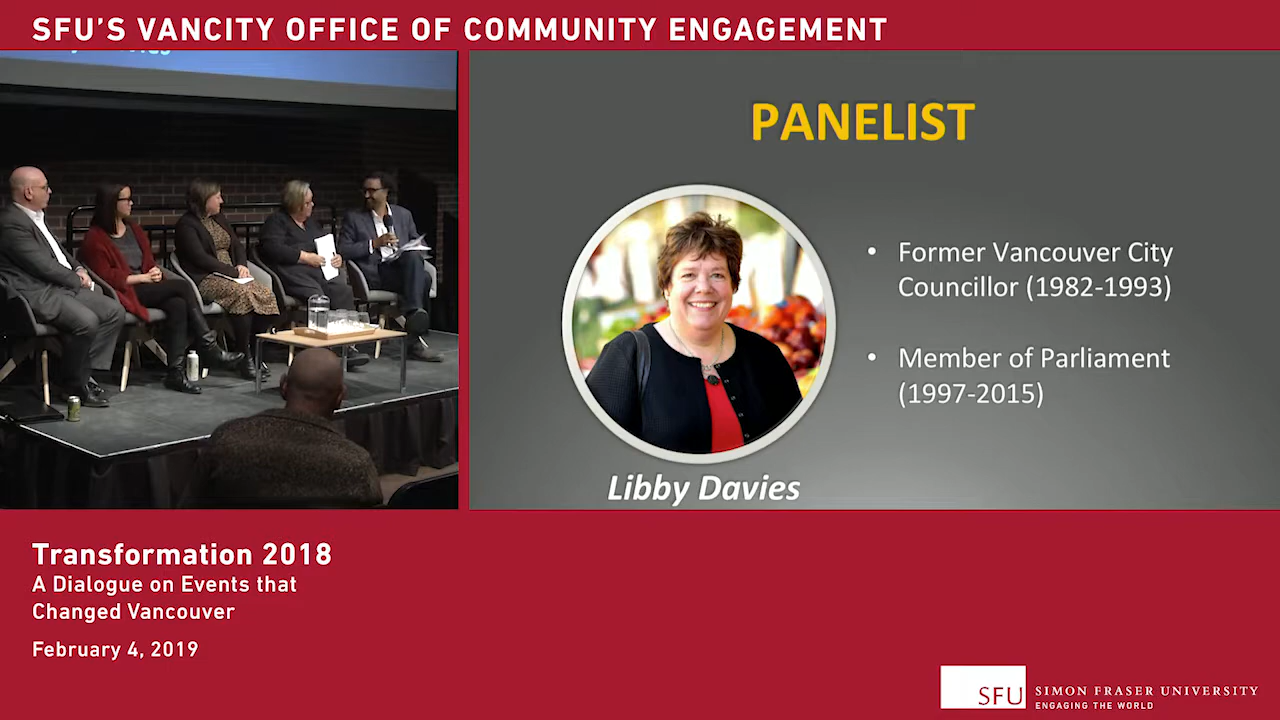 SFU'S VANCITY OFFICE OF COMMUNITY ENGAGEMENT
PANELIST
• Former Vancouver City
Councillor (1982-1993)
• Member of Parliament
(1997-2015)
Libby Davies
Transformation 2018
A Dialogue on Events that
Changed Vancouver
February 4, 2019
SFU
SIMON FRASER UNIVERSITY
ENGAGING THE WORLD